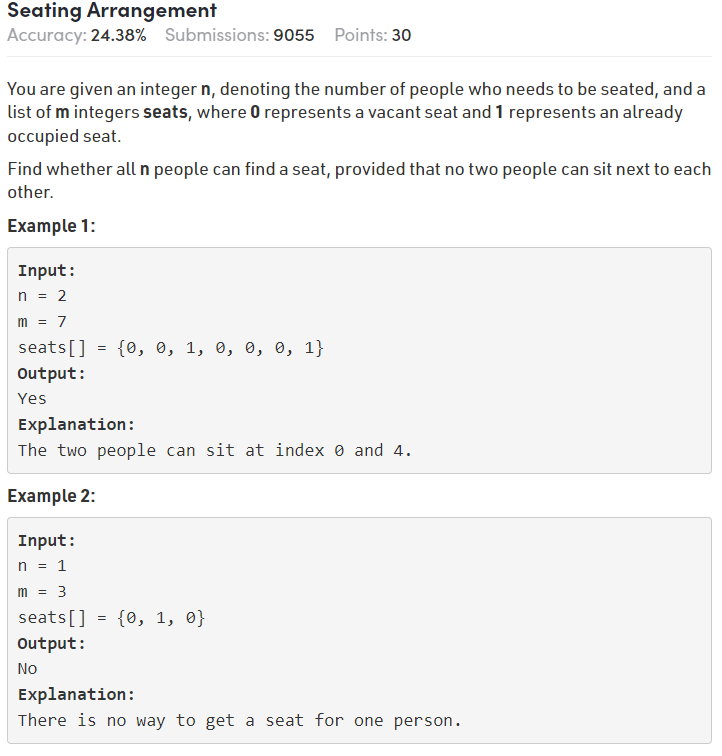 Seating Arrangement
Accuracy: 24.38% Submissions: 9055 Points: 30
You are given an integer n, denoting the number of people who needs to be seated, and a
list of m integers seats, where 0 represents a vacant seat and 1 represents an already
occupied seat.
Find whether all n people can find a seat, provided that no two people can sit next to each
other.
Example 1:
Input:
n = 2
m = 7
seats[] = {0, 0, 1, 0, 0, 0, 1}
Output:
Yes
Explanation:
The two people can sit at index 0 and 4.
Example 2:
Input:
n = 1
m = 3
seats[] = {0, 1, 0}
Output:
No
Explanation:
There is no way to get a seat for one person.